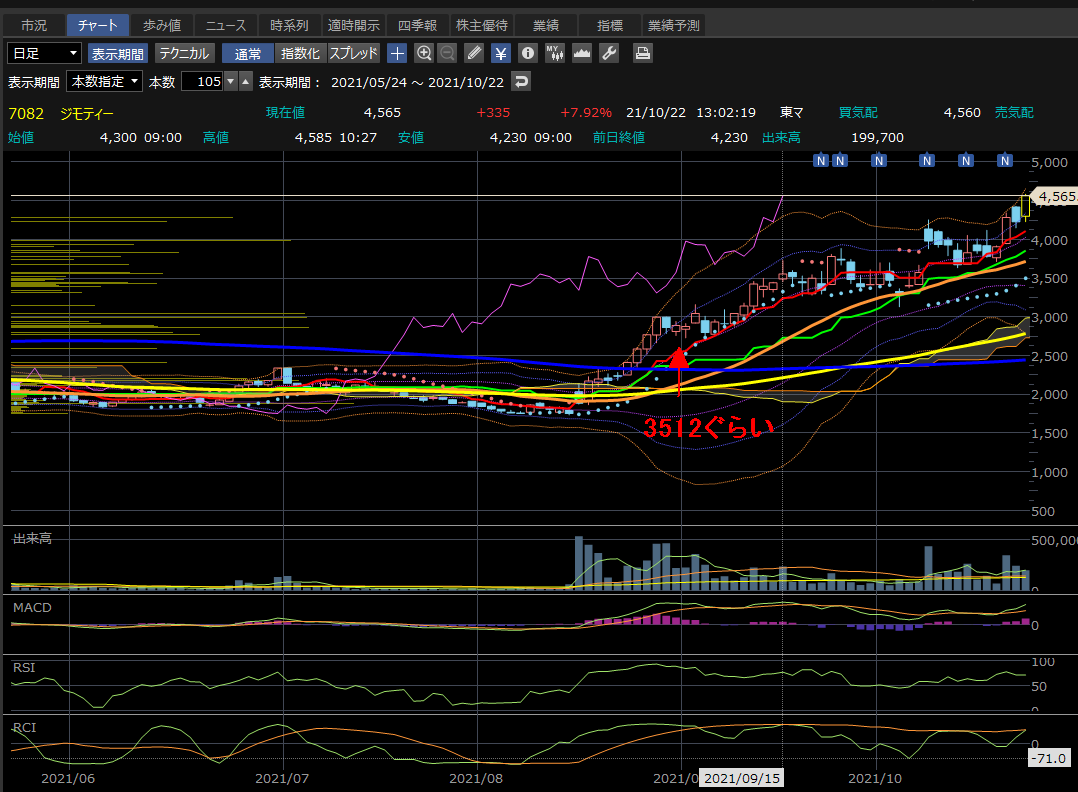 市況 チャート 歩み値 ニュース 時系列 適時開示 四季報 株主優待 業績 指標 業績予測
日足 表示期間 テクニカル 通常 指数化 スプレッド ¥ i MY
表示期間 本数指定 本数 105 表示期間： 2021/05/24 ～ 2021/10/22
7082 ジモティー 現在値 4,565 +335 +7.92% 21/10/22 13:02:19 東マ 買気配 4,560 売気配
始値 4,300 09:00 高値 4,585 10:27 安値 4,230 09:00 前日終値 4,230 出来高 199,700
N N N N N N
5,000
4,565
4,000
3,500
3,000
2,500
2,000
3512ぐらい
1,500
1,000
500
出来高
500,000
0
MACD
0
RSI
100
50
0
RCI
0
-71.0
2021/06 2021/07 2021/08 2021/0 2021/09/15 2021/10